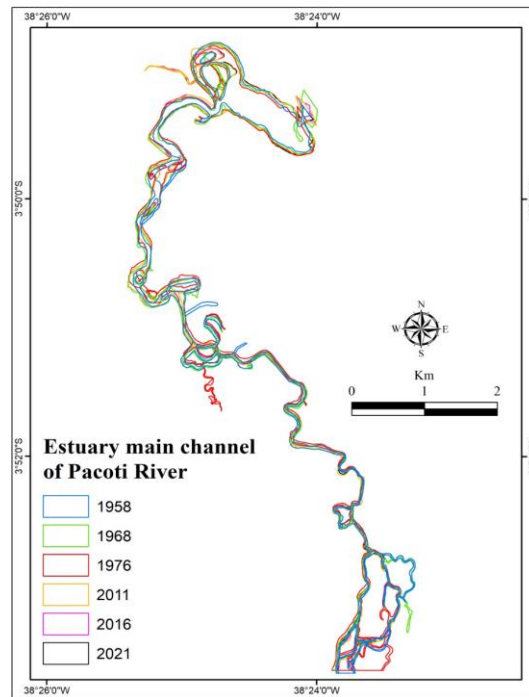 38°26'0"W
38°24'0"W
3°50'0"S
N
W
E
S
Km
0
1
2
3°52'0"S
Estuary main channel
of Pacoti River
1958
1968
1976
2011
2016
2021
38°26'0"W
38°24'0"W